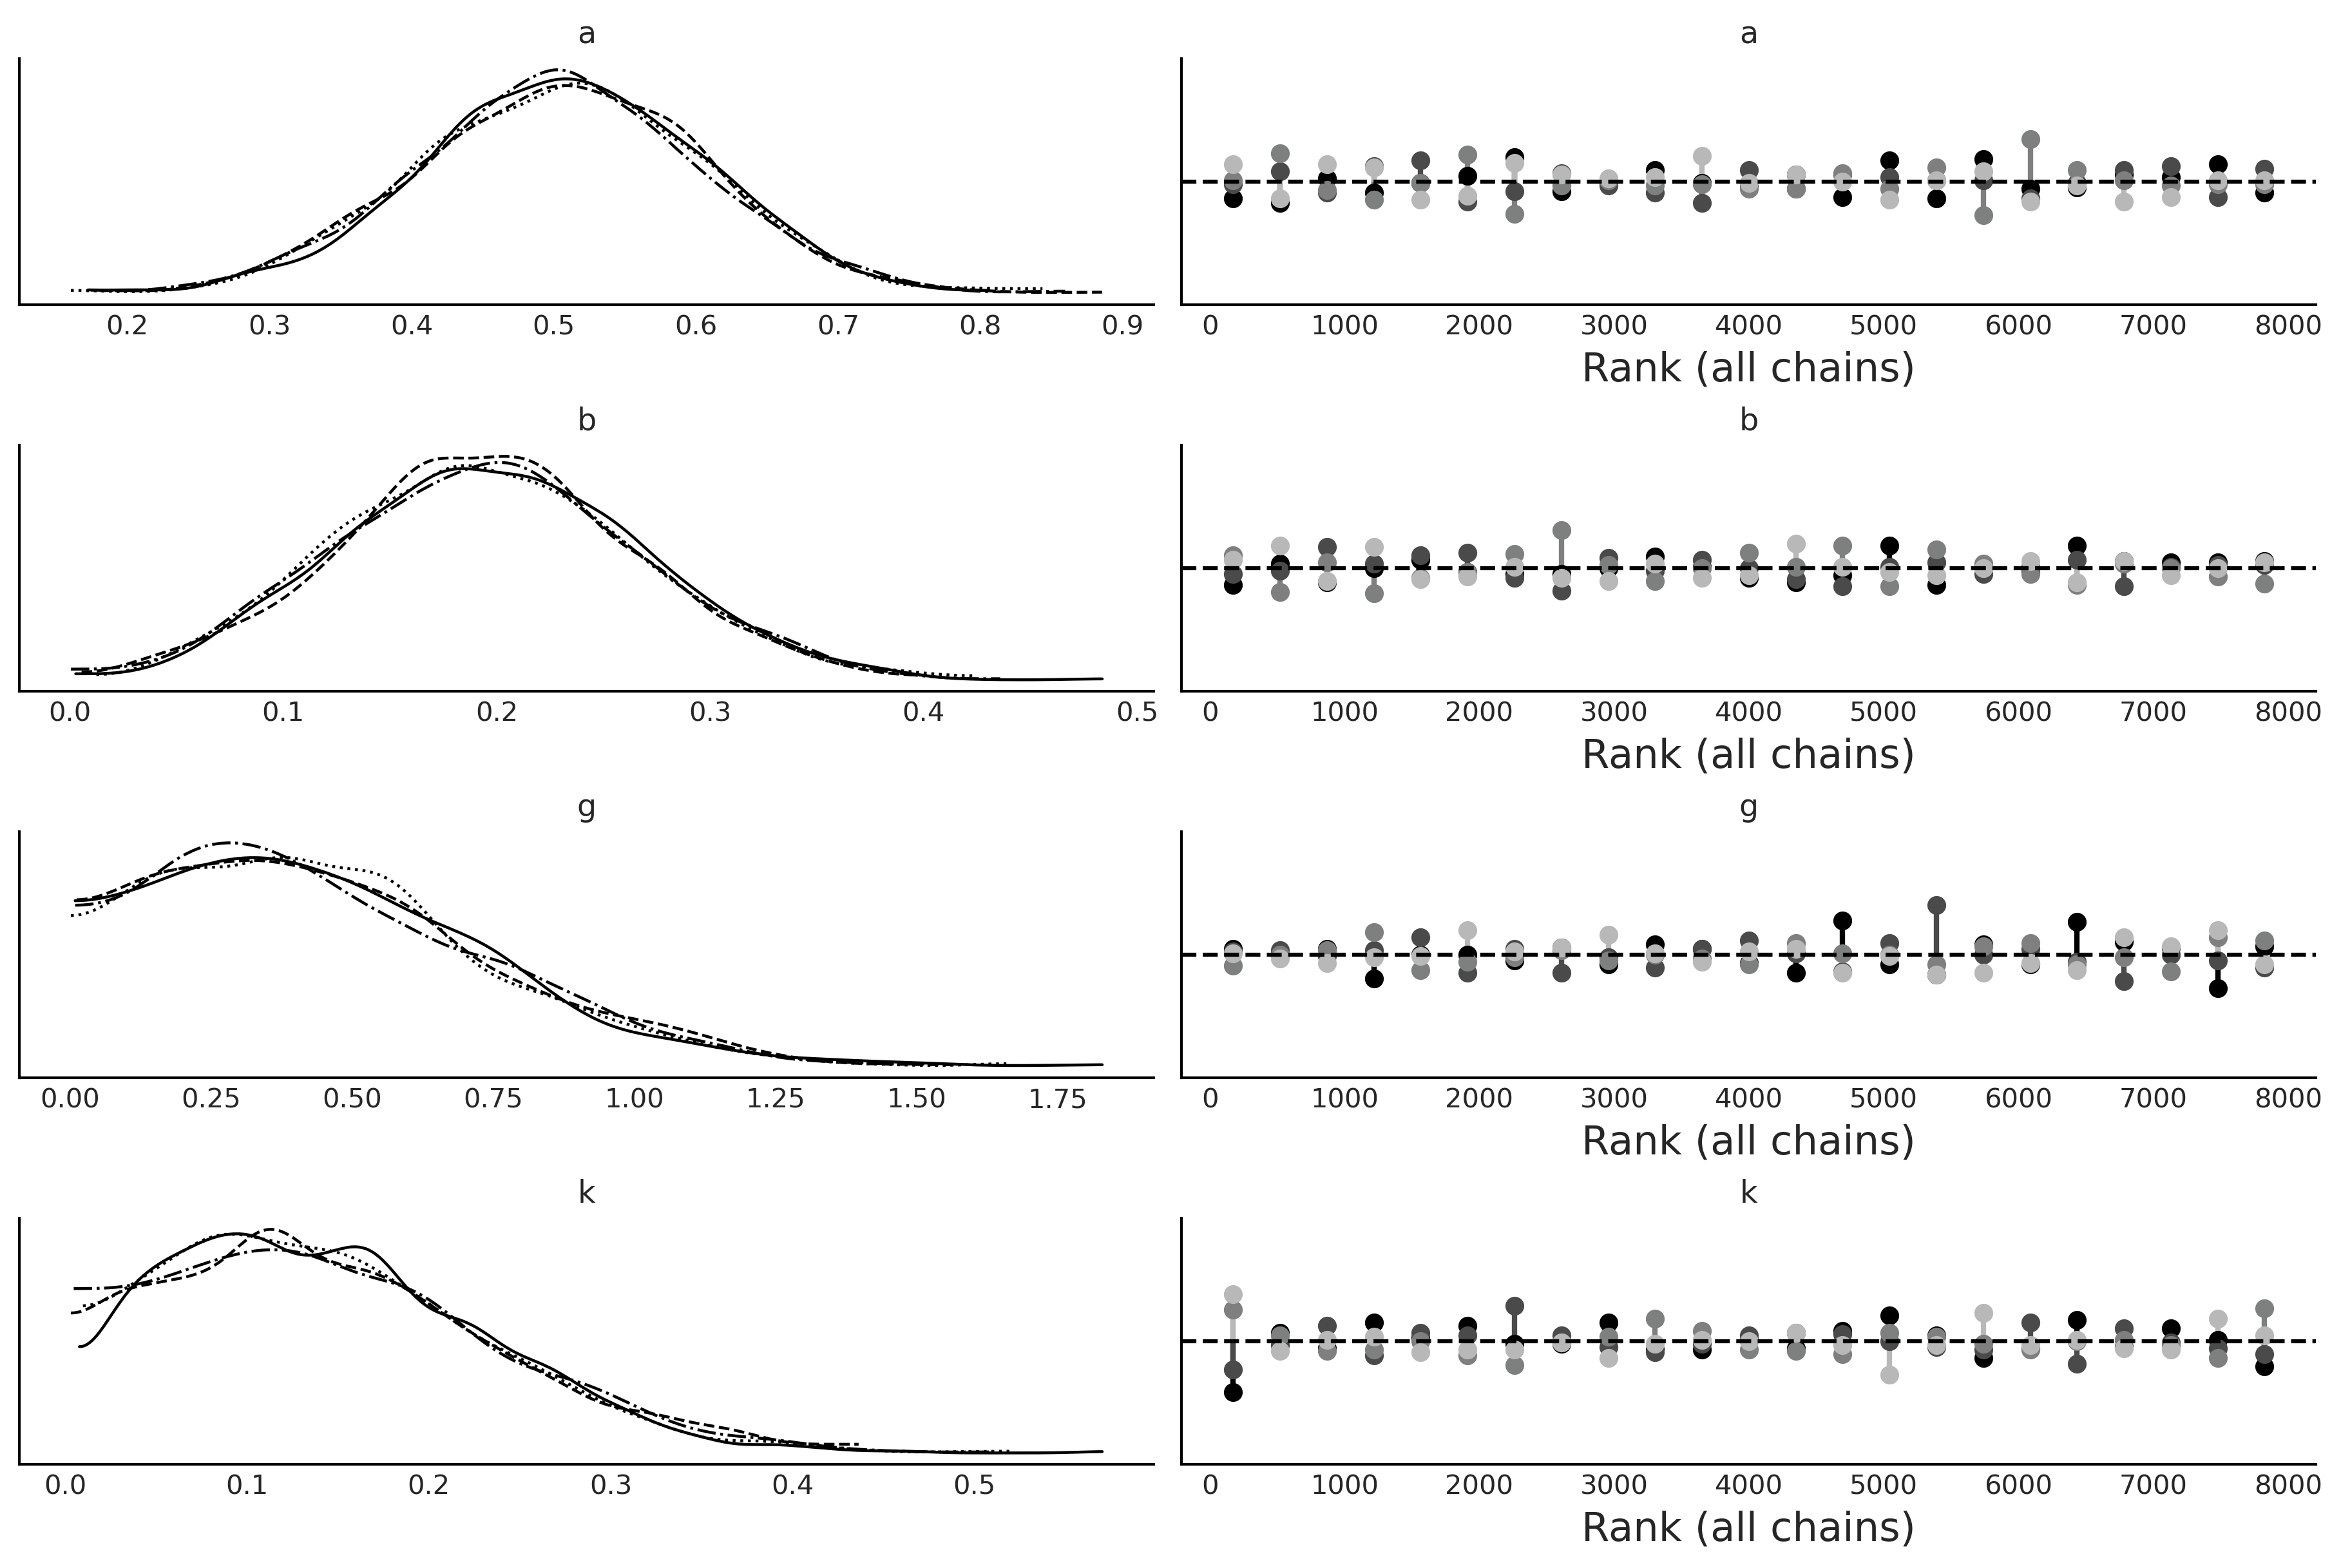 a a
0.2 0.3 0.4 0.5 0.6 0.7 0.8 0.9 0 1000 2000 3000 4000 5000 6000 7000 8000
Rank (all chains)
b b
0.0 0.1 0.2 0.3 0.4 0.5 0 1000 2000 3000 4000 5000 6000 7000 8000
Rank (all chains)
g g
0.00 0.25 0.50 0.75 1.00 1.25 1.50 1.75 0 1000 2000 3000 4000 5000 6000 7000 8000
Rank (all chains)
k k
0.0 0.1 0.2 0.3 0.4 0.5 0 1000 2000 3000 4000 5000 6000 7000 8000
Rank (all chains)